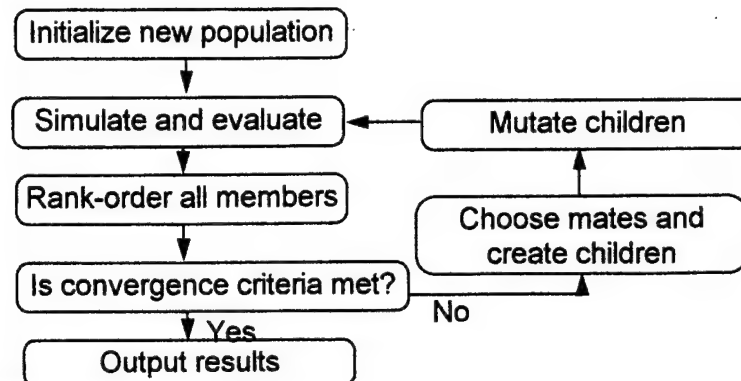 Initialize new population
Simulate and evaluate
Mutate children
Rank-order all members
Choose mates and
create children
Is convergence criteria met?
No
Yes
Output results